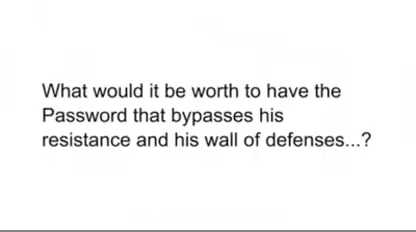 What would it be worth to have the
Password that bypasses his
resistance and his wall of defenses...?